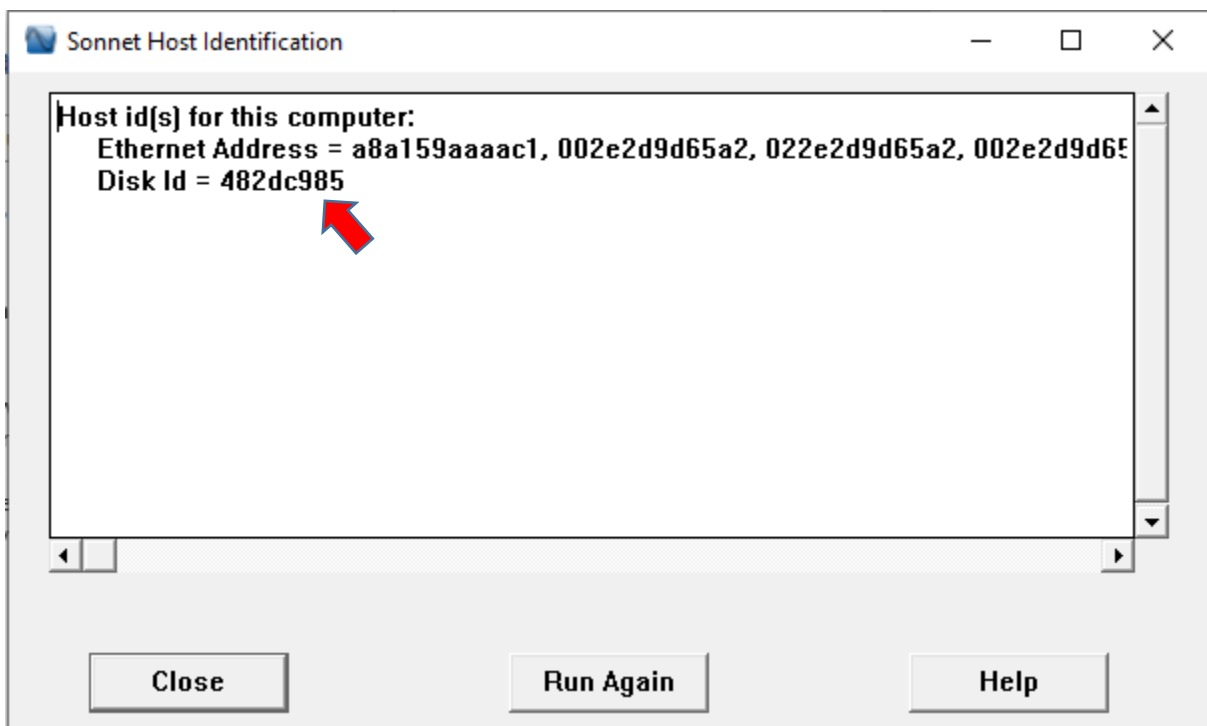 Sonnet Host Identification
Host id(s) for this computer:
Ethernet Address = a8a159aaaac1, 002e2d9d65a2, 022e2d9d65a2,
Disk Id = 482dc985
Close
Run Again
Help